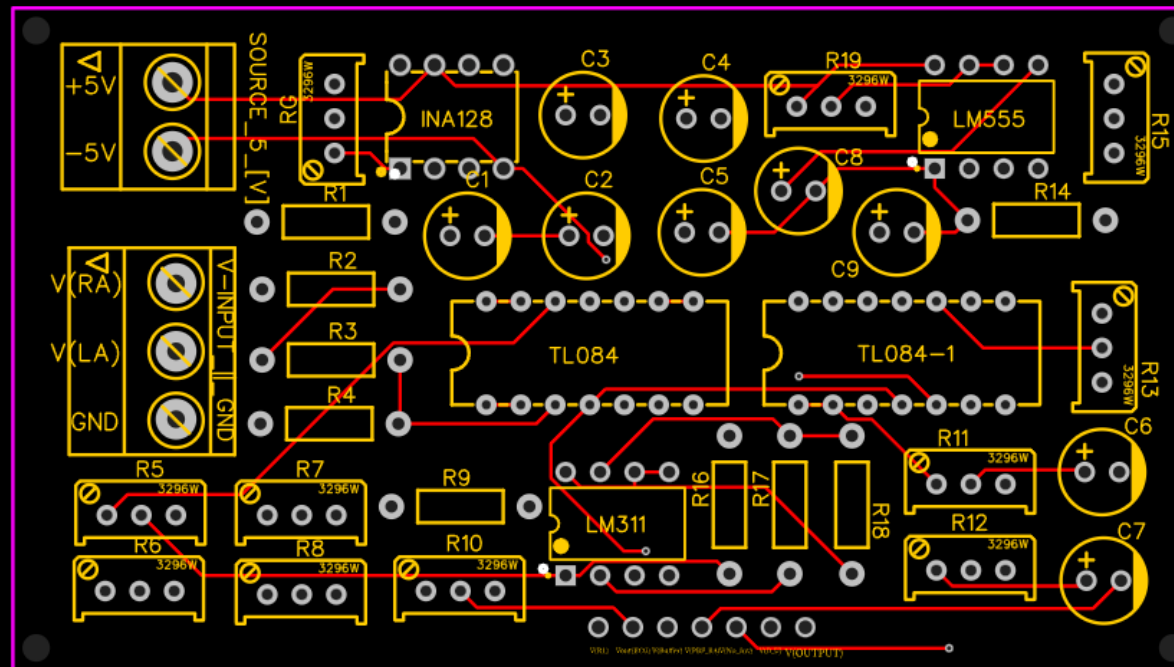 +5V
-5V
SOURCE_5_[V]
RG
3296W
INA128
C3
C4
R19
3296W
LM555
R15
3296W
R1
C1
C2
C5
C8
C9
R14
V(RA)
V(LA)
GND
V-INPUT_||_GND
R2
R3
R4
TL084
TL084-1
R13
3296W
R5
3296W
R7
3296W
R9
LM311
R16
R17
R18
R11
3296W
C6
R6
3296W
R8
3296W
R10
3296W
R12
3296W
C7
V(OUTPUT)